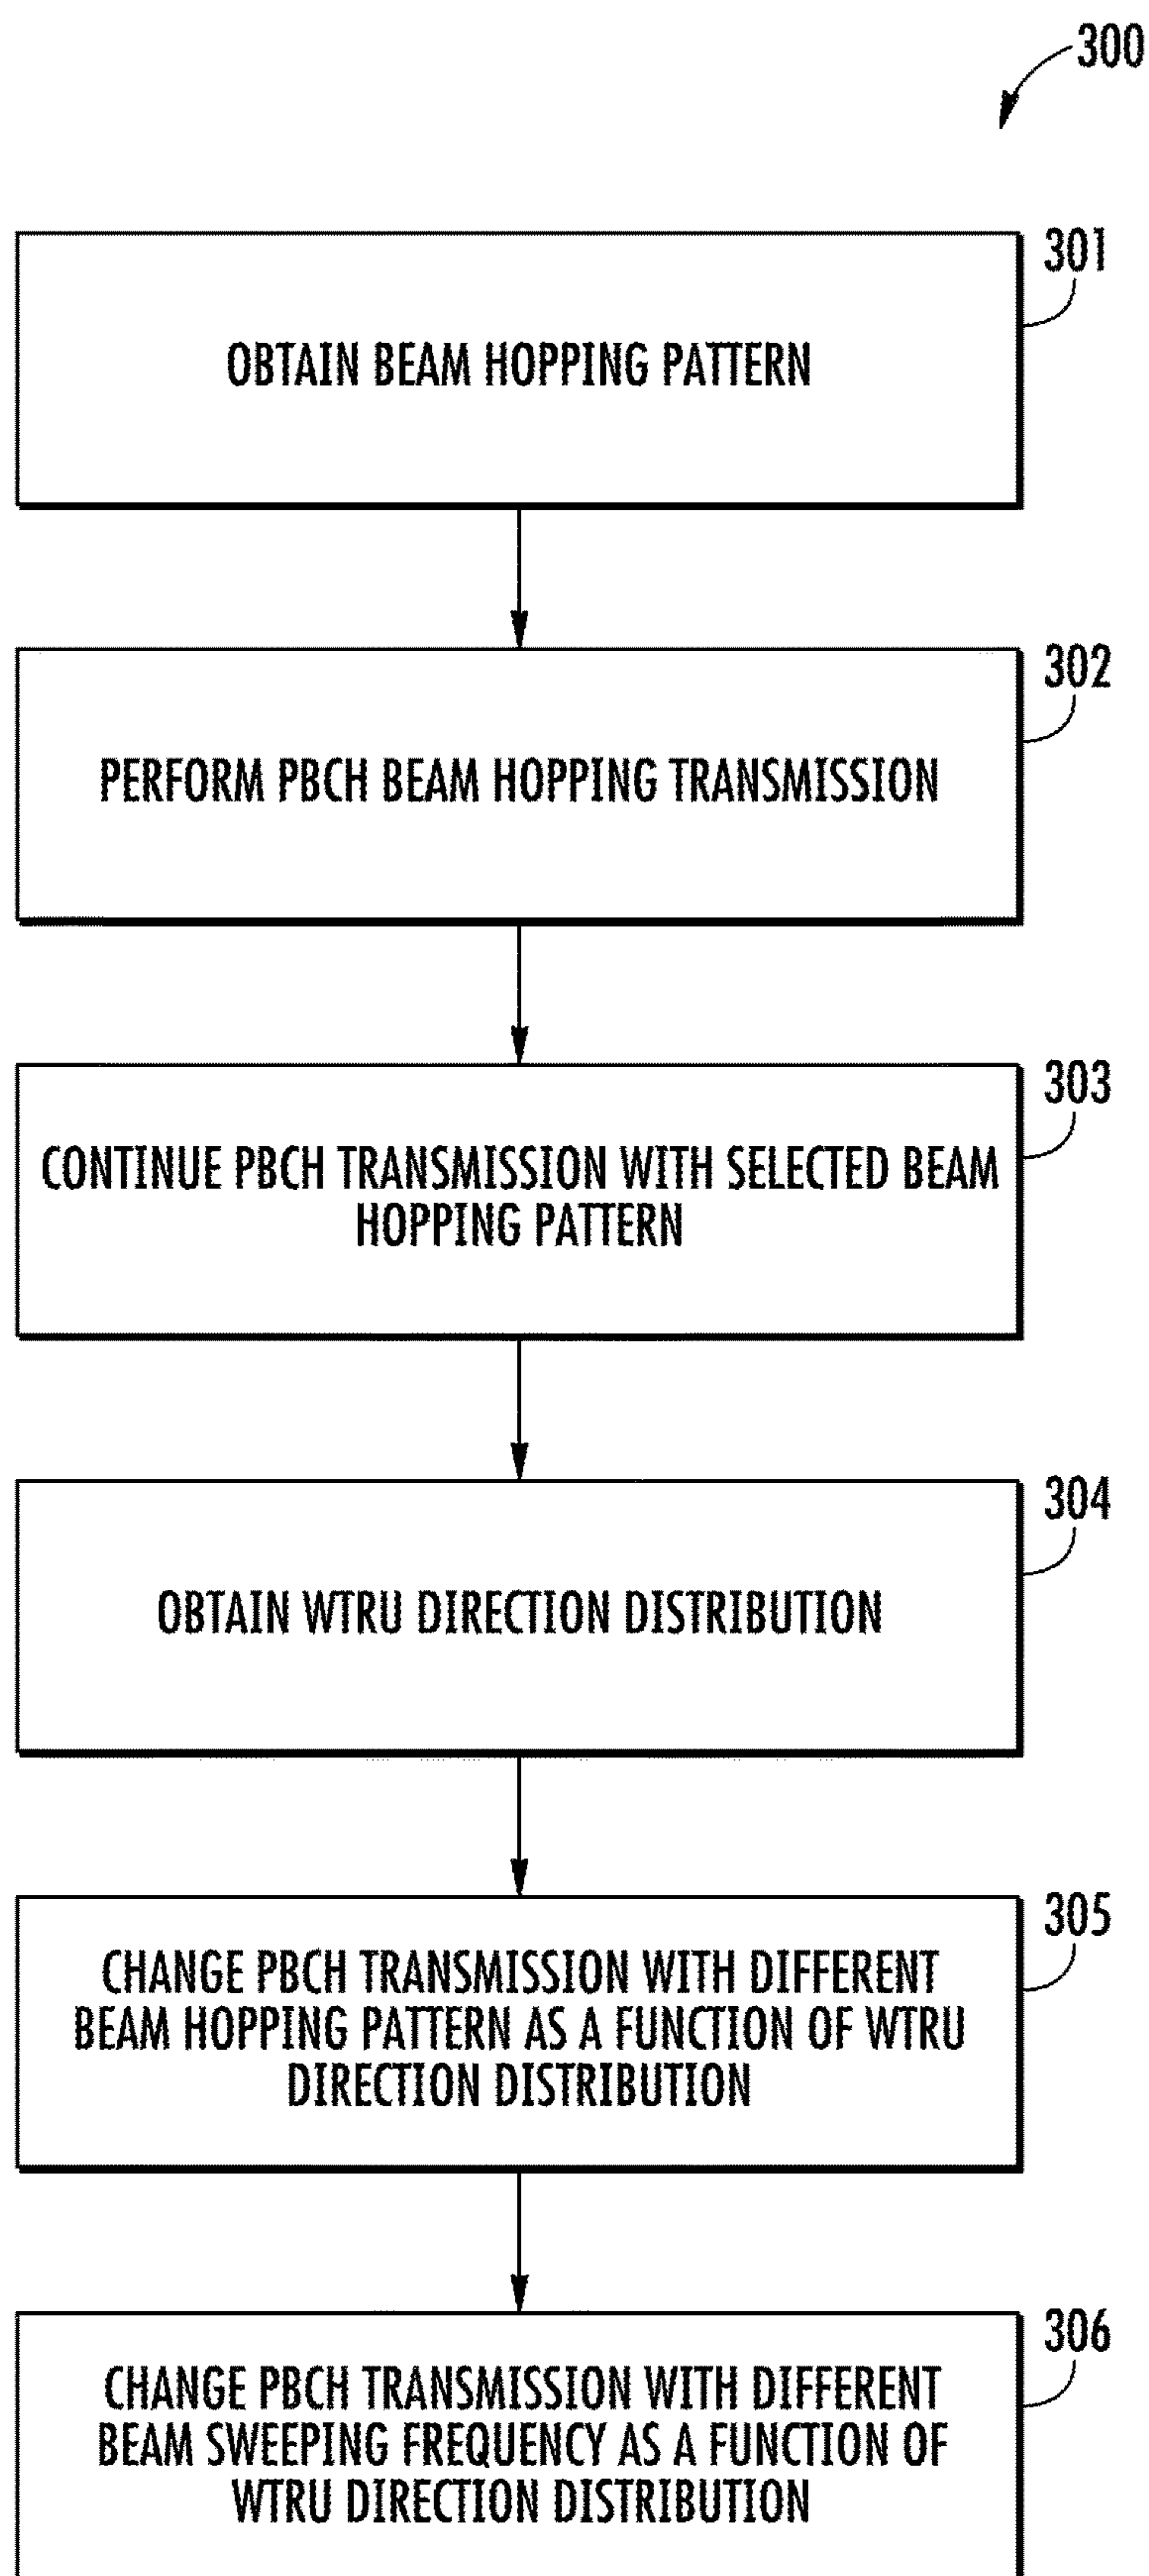 300
301
OBTAIN BEAM HOPPING PATTERN
302
PERFORM PBCH BEAM HOPPING TRANSMISSION
303
CONTINUE PBCH TRANSMISSION WITH SELECTED BEAM
HOPPING PATTERN
304
OBTAIN WTRU DIRECTION DISTRIBUTION
305
CHANGE PBCH TRANSMISSION WITH DIFFERENT
BEAM HOPPING PATTERN AS A FUNCTION OF WTRU
DIRECTION DISTRIBUTION
306
CHANGE PBCH TRANSMISSION WITH DIFFERENT
BEAM SWEEPING FREQUENCY AS A FUNCTION OF
WTRU DIRECTION DISTRIBUTION